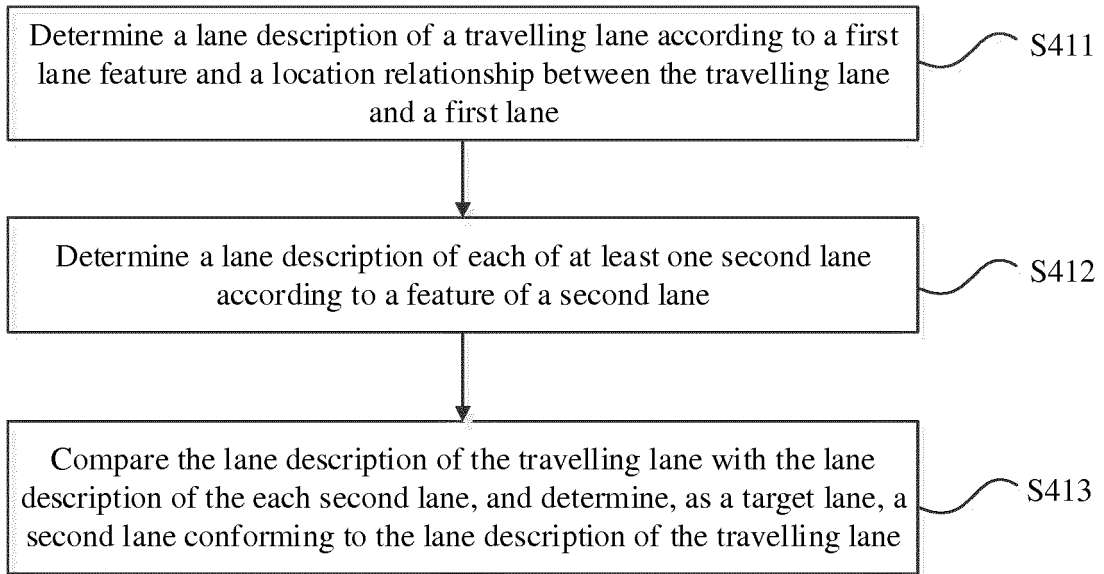 Determine a lane description of a travelling lane according to a first
lane feature and a location relationship between the travelling lane
and a first lane
S411
Determine a lane description of each of at least one second lane
according to a feature of a second lane
S412
Compare the lane description of the travelling lane with the lane
description of the each second lane, and determine, as a target lane, a
second lane conforming to the lane description of the travelling lane
S413